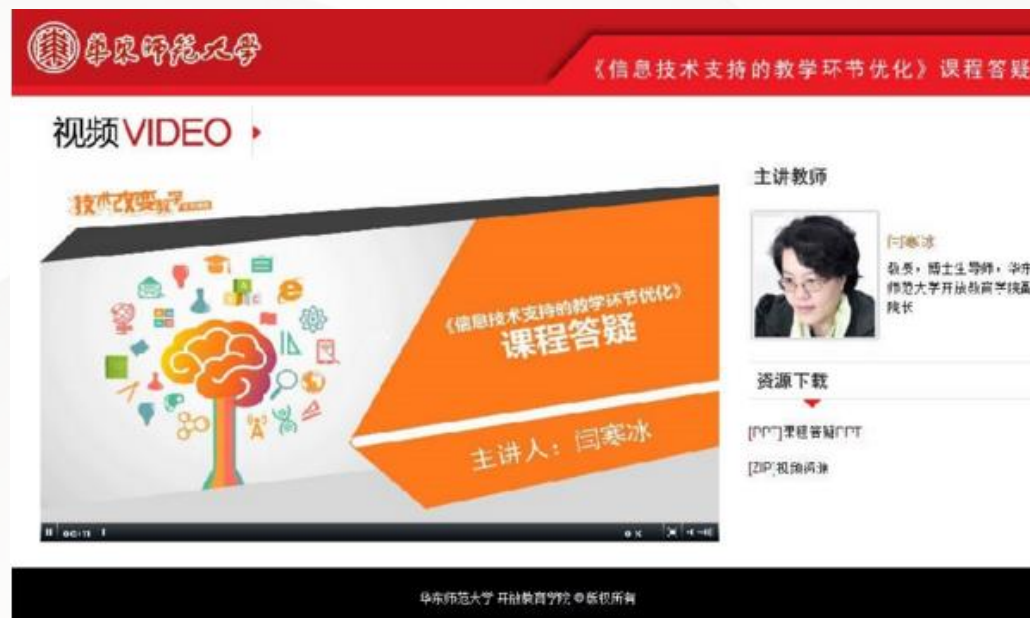 華东师范大学
《信息技术支持的教学环节优化》课程答疑
视频VIDEO
技术改变教学
《信息技术支持的教学环节优化》
课程答疑
主讲人：闫寒冰
主讲教师
闫寒冰
教授，博士生导师，华东
师范大学开放教育学院副
院长
资源下载
[PPT]课程答疑PPT
[ZIP]视频资源
华东师范大学 开放教育学院 © 版权所有